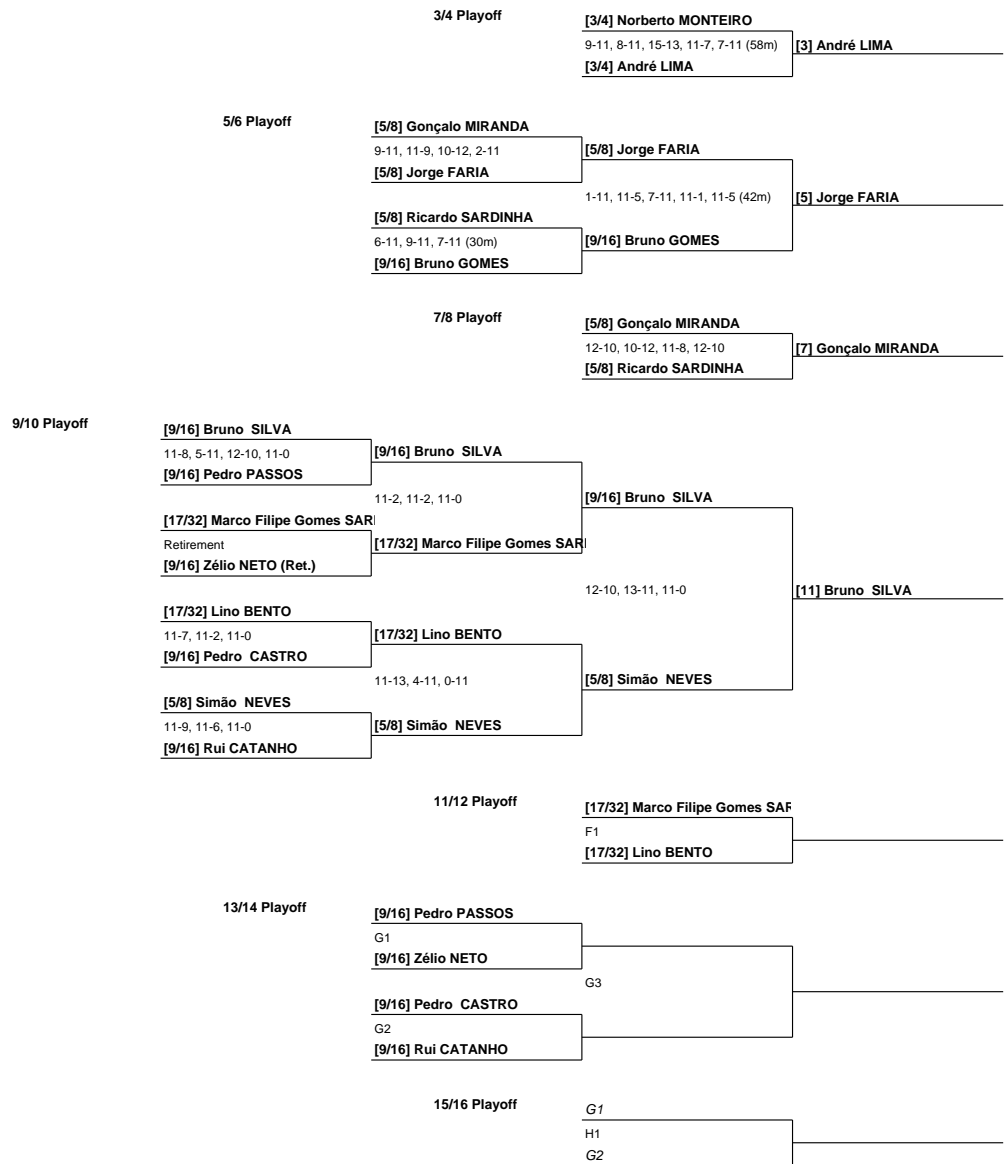 3/4 Playoff
[3/4] Norberto MONTEIRO
9-11, 8-11, 15-13, 11-7, 7-11 (58m)
[3] André LIMA
[3/4] André LIMA
5/6 Playoff
[5/8] Gonçalo MIRANDA
9-11, 11-9, 10-12, 2-11
[5/8] Jorge FARIA
[5/8] Jorge FARIA
1-11, 11-5, 7-11, 11-1, 11-5 (42m)
[5] Jorge FARIA
[5/8] Ricardo SARDINHA
6-11, 9-11, 7-11 (30m)
[9/16] Bruno GOMES
[9/16] Bruno GOMES
7/8 Playoff
[5/8] Gonçalo MIRANDA
12-10, 10-12, 11-8, 12-10
[7] Gonçalo MIRANDA
[5/8] Ricardo SARDINHA
9/10 Playoff
[9/16] Bruno SILVA
11-8, 5-11, 12-10, 11-0
[9/16] Bruno SILVA
[9/16] Pedro PASSOS
11-2, 11-2, 11-0
[9/16] Bruno SILVA
[17/32] Marco Filipe Gomes SARI
Retirement
[17/32] Marco Filipe Gomes SARI
[9/16] Zélio NETO (Ret.)
12-10, 13-11, 11-0
[11] Bruno SILVA
[17/32] Lino BENTO
11-7, 11-2, 11-0
[17/32] Lino BENTO
[9/16] Pedro CASTRO
11-13, 4-11, 0-11
[5/8] Simão NEVES
[5/8] Simão NEVES
11-9, 11-6, 11-0
[5/8] Simão NEVES
[9/16] Rui CATANHO
11/12 Playoff
[17/32] Marco Filipe Gomes SAR
F1
[17/32] Lino BENTO
13/14 Playoff
[9/16] Pedro PASSOS
G1
[9/16] Zélio NETO
G3
[9/16] Pedro CASTRO
G2
[9/16] Rui CATANHO
15/16 Playoff
G1
H1
G2